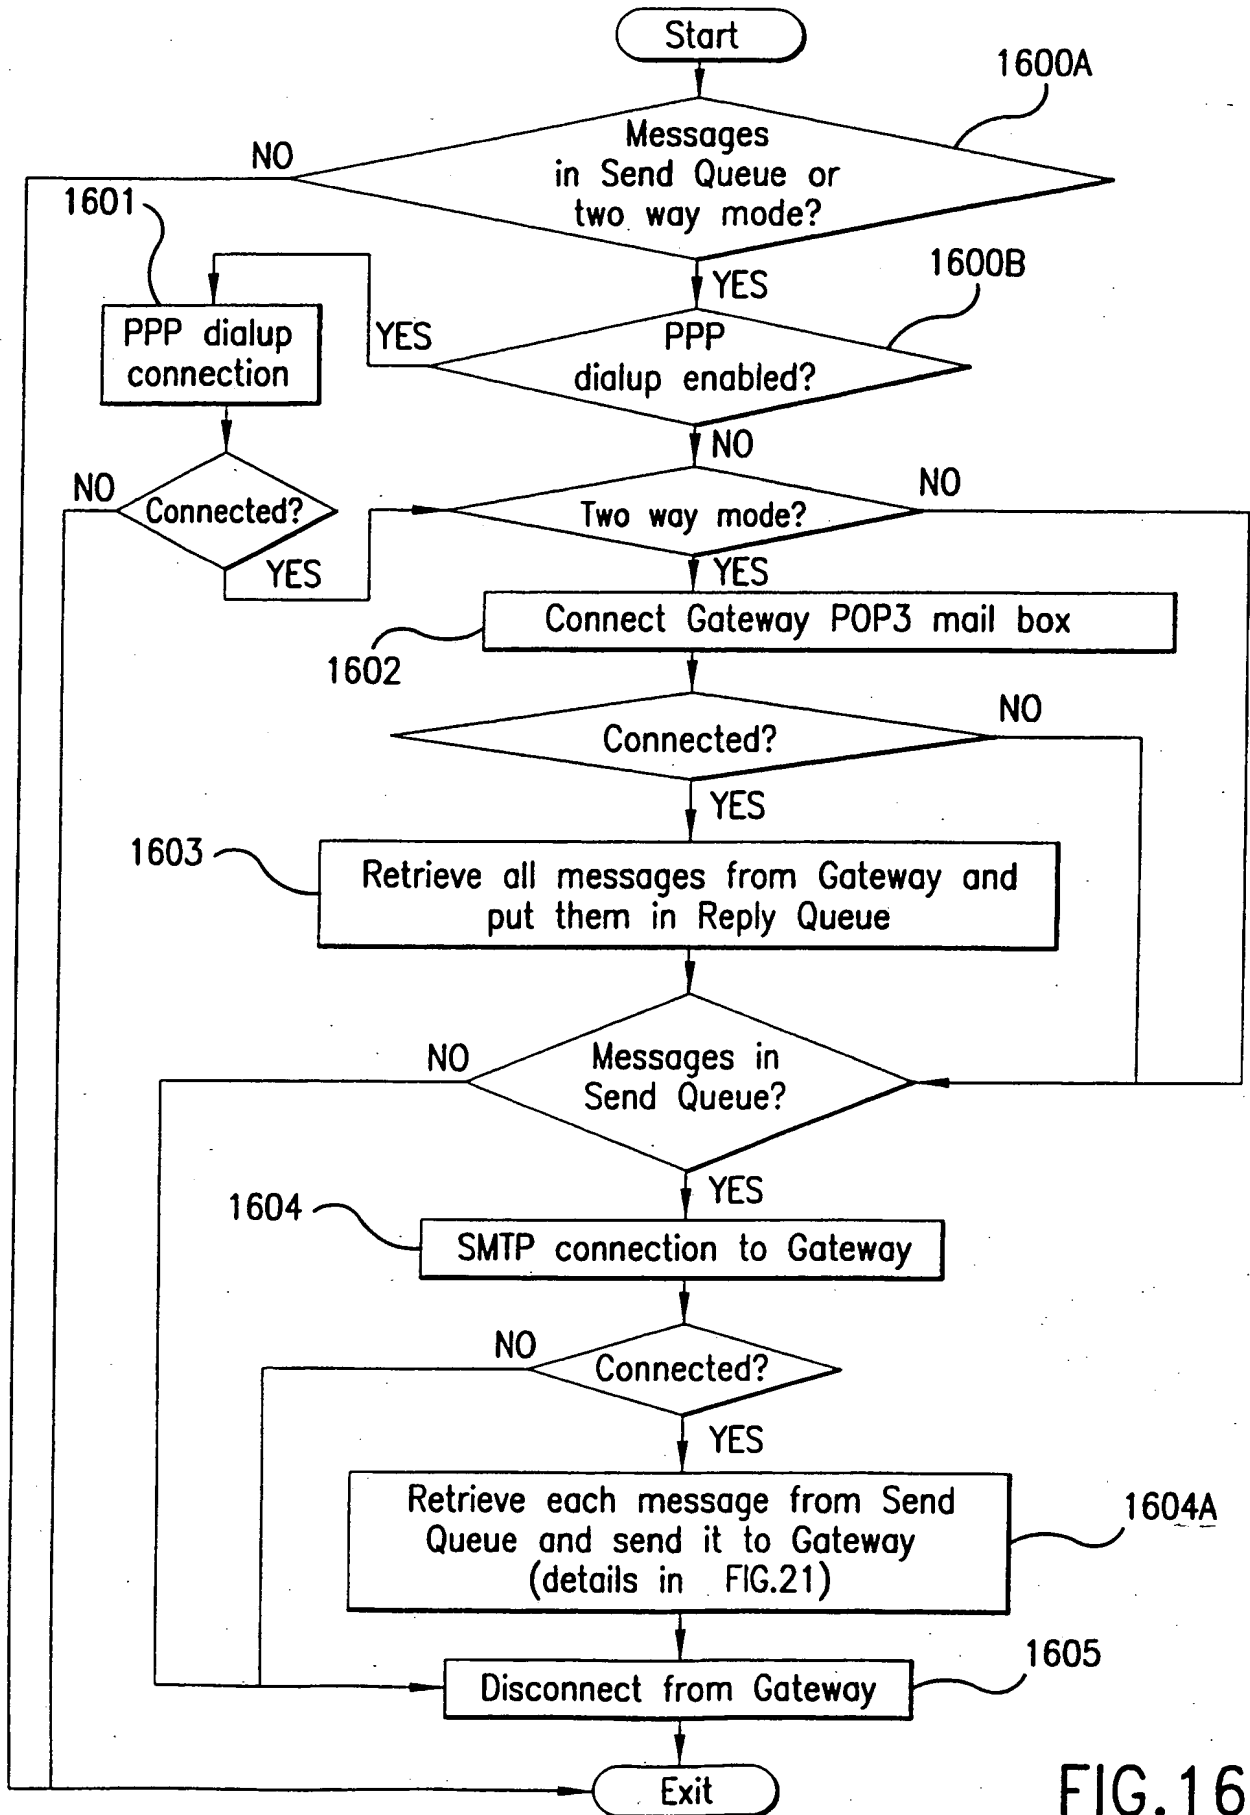 Start
1600A
Messages
in Send Queue or
two way mode?
NO
1601
YES
1600B
PPP dialup
connection
YES
PPP
dialup enabled?
NO
NO
Connected?
YES
Two way mode?
NO
YES
Connect Gateway POP3 mail box
1602
Connected?
NO
YES
1603
Retrieve all messages from Gateway and
put them in Reply Queue
NO
Messages in
Send Queue?
YES
1604
SMTP connection to Gateway
NO
Connected?
YES
Retrieve each message from Send
Queue and send it to Gateway
(details in FIG.21)
1604A
1605
Disconnect from Gateway
Exit
FIG.16